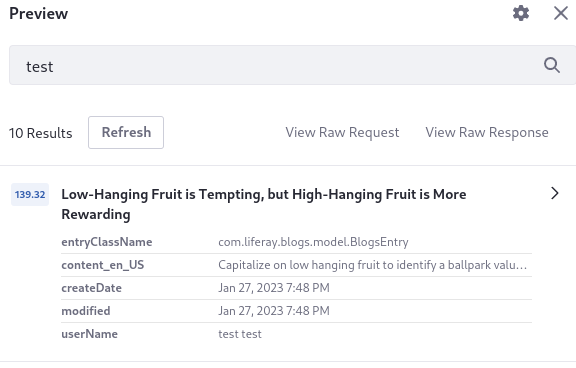 Preview
test
10 Results Refresh View Raw Request View Raw Response
139.32 Low-Hanging Fruit is Tempting, but High-Hanging Fruit is More
Rewarding
entryClassName com.liferay.blogs.model.BlogsEntry
content_en_US Capitalize on low hanging fruit to identify a ballpark valu...
createDate Jan 27, 2023 7:48 PM
modified Jan 27, 2023 7:48 PM
userName test test